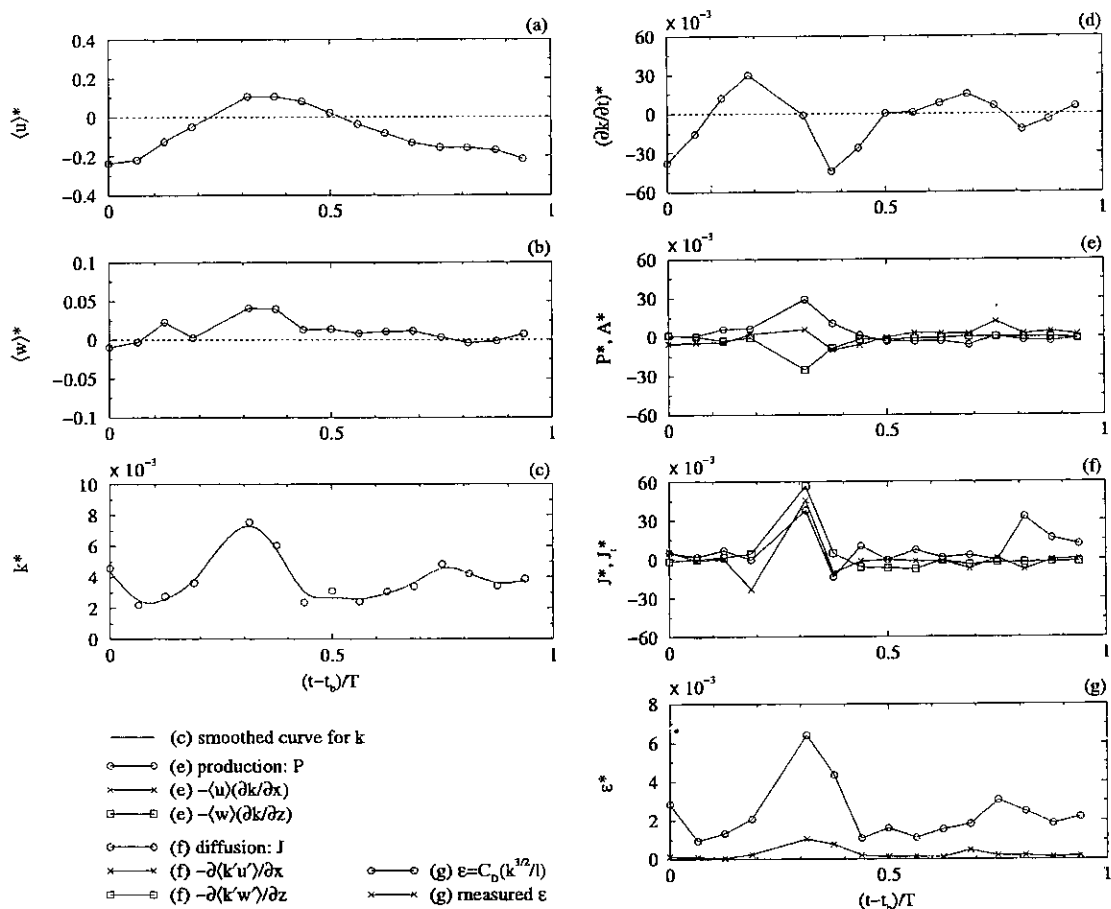 (a)
⟨u⟩*
0.4
0.2
0
−0.2
−0.4
0
0.5
1
(b)
⟨w⟩*
0.1
0.05
0
−0.05
−0.1
0
0.5
1
(c)
x 10⁻³
k*
10
8
6
4
2
0
0
0.5
1
(t−t_b)/T
(c) smoothed curve for k
(e) production: P
(e) −⟨u⟩(∂k/∂x)
(e) −⟨w⟩(∂k/∂z)
(f) diffusion: J
(f) −∂⟨k'u'⟩/∂x
(f) −∂⟨k'w'⟩/∂z
(g) ε=C_D(k^{3/2}/l)
(g) measured ε
(d)
x 10⁻³
(∂k/∂t)*
60
30
0
−30
−60
0
0.5
1
(e)
x 10⁻³
P*, A*
60
30
0
−30
−60
0
0.5
1
(f)
x 10⁻³
J*, J_i*
60
30
0
−30
−60
0
0.5
1
(g)
x 10⁻³
ε*
8
6
4
2
0
0
0.5
1
(t−t_b)/T